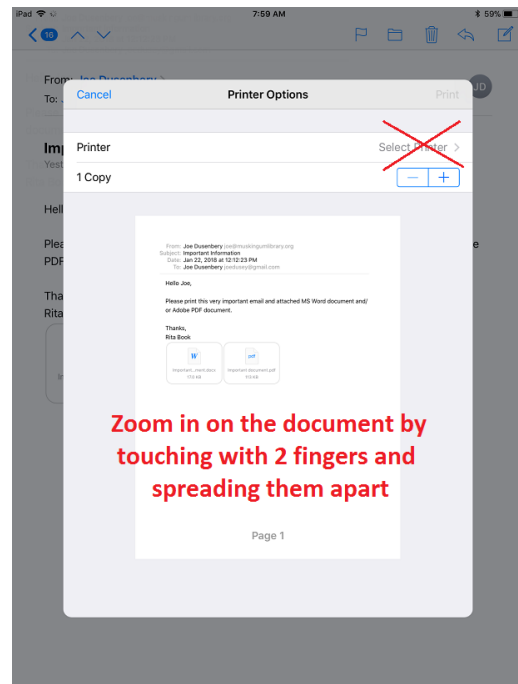 iPad 7:59 AM 59%
16
From: Joe Dusenbery >
JD
Cancel Printer Options Print
To:
Printer Select Printer >
Yest
1 Copy − +
Hell
From: Joe Dusenbery joe@muskingumlibrary.org
Subject: Important Information
Date: Jan 22, 2018 at 12:12:23 PM
To: Joe Dusenbery joedusey@gmail.com
Hello Joe,
Please print this very important email and attached MS Word document and/
or Adobe PDF document.
Thanks,
Rita Book
W pdf
Important...ment.docx Important document.pdf
PDF
Tha
Rita
Zoom in on the document by
touching with 2 fingers and
spreading them apart
Page 1